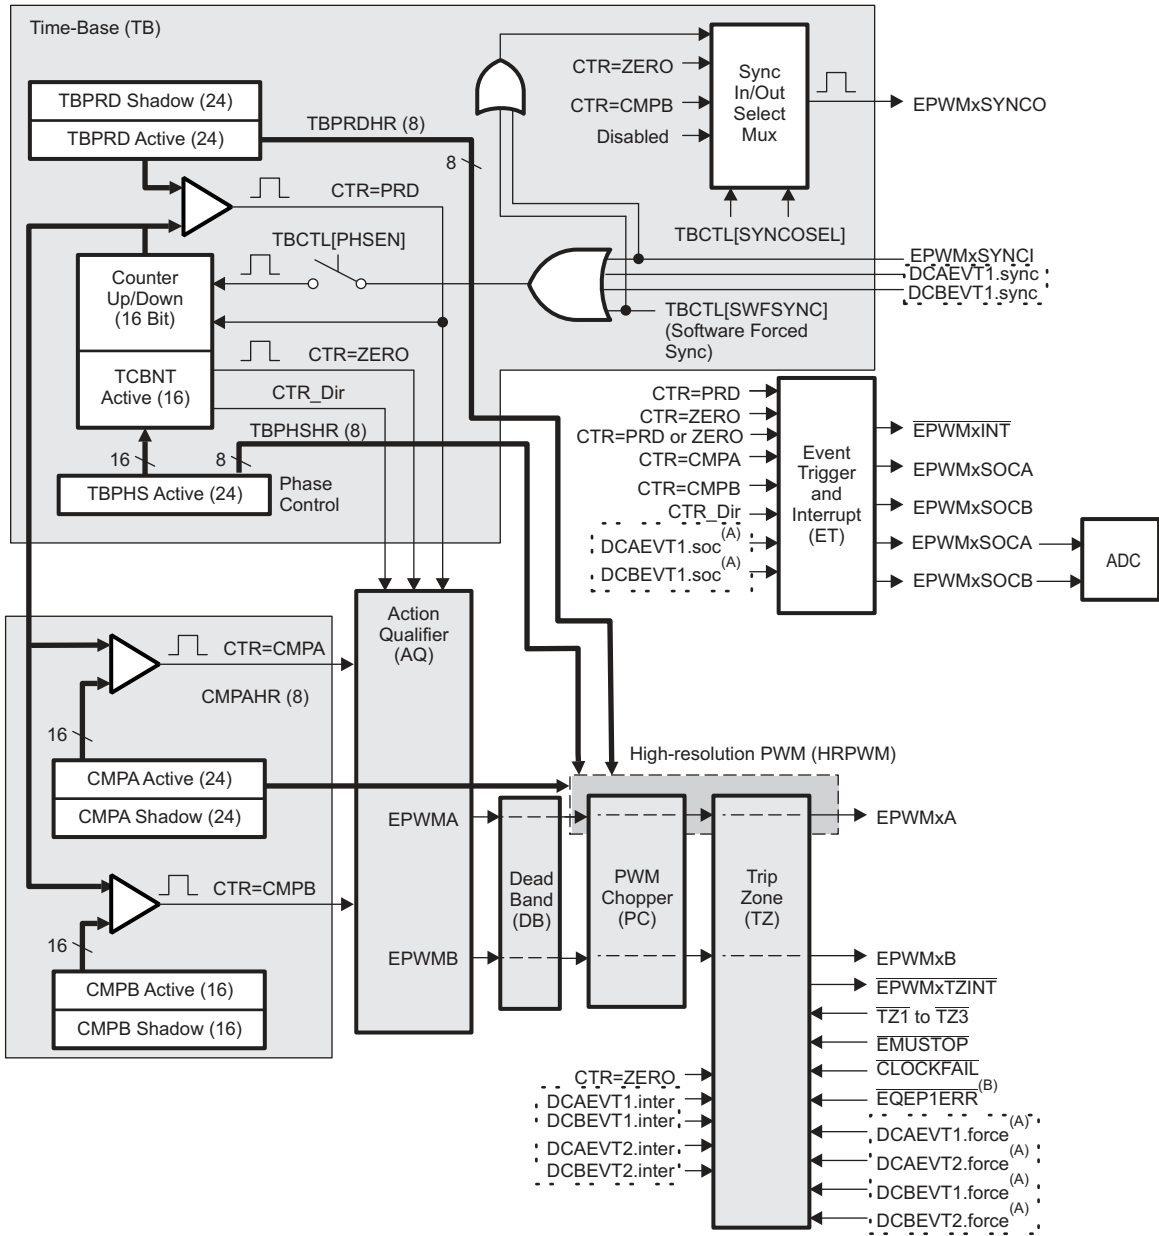 Time-Base (TB)
TBPRD Shadow (24)
TBPRD Active (24)
TBPRDHR (8)
8
CTR=PRD
TBCTL[PHSEN]
Counter
Up/Down
(16 Bit)
TCBNT
Active (16)
CTR=ZERO
CTR_Dir
TBPHSHR (8)
16
8
TBPHS Active (24)
Phase
Control
CTR=ZERO
CTR=CMPB
Disabled
Sync
In/Out
Select
Mux
EPWMxSYNCO
TBCTL[SYNCOSEL]
EPWMxSYNCI
DCAEVT1.sync
DCBEVT1.sync
TBCTL[SWFSYNC]
(Software Forced
Sync)
CTR=PRD
CTR=ZERO
CTR=PRD or ZERO
CTR=CMPA
CTR=CMPB
CTR_Dir
DCAEVT1.soc(A)
DCBEVT1.soc(A)
Event
Trigger
and
Interrupt
(ET)
EPWMxINT
EPWMxSOCA
EPWMxSOCB
EPWMxSOCA
EPWMxSOCB
ADC
Action
Qualifier
(AQ)
CTR=CMPA
CMPAHR (8)
16
CMPA Active (24)
CMPA Shadow (24)
CTR=CMPB
16
CMPB Active (16)
CMPB Shadow (16)
EPWMA
EPWMB
High-resolution PWM (HRPWM)
Dead
Band
(DB)
PWM
Chopper
(PC)
Trip
Zone
(TZ)
EPWMxA
EPWMxB
EPWMxTZINT
TZ1 to TZ3
EMUSTOP
CLOCKFAIL
EQEP1ERR(B)
DCAEVT1.force(A)
DCAEVT2.force(A)
DCBEVT1.force(A)
DCBEVT2.force(A)
CTR=ZERO
DCAEVT1.inter
DCBEVT1.inter
DCAEVT2.inter
DCBEVT2.inter